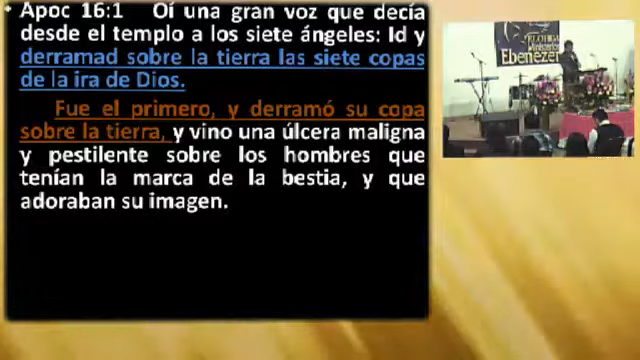 • Apoc 16:1 Oí una gran voz que decía
desde el templo a los siete ángeles: Id y
derramad sobre la tierra las siete copas
de la ira de Dios.
Fue el primero, y derramó su copa
sobre la tierra, y vino una úlcera maligna
y pestilente sobre los hombres que
tenían la marca de la bestia, y que
adoraban su imagen.
Ministerios
Ebenezer